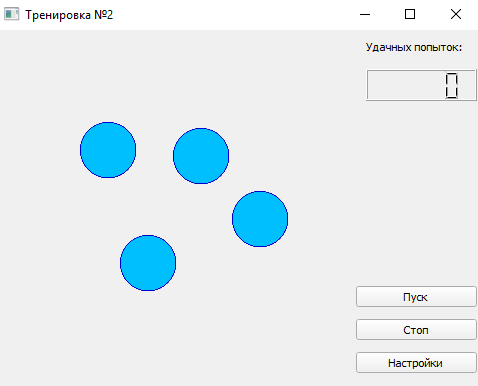 Тренировка №2
Удачных попыток:
0
Пуск
Стоп
Настройки